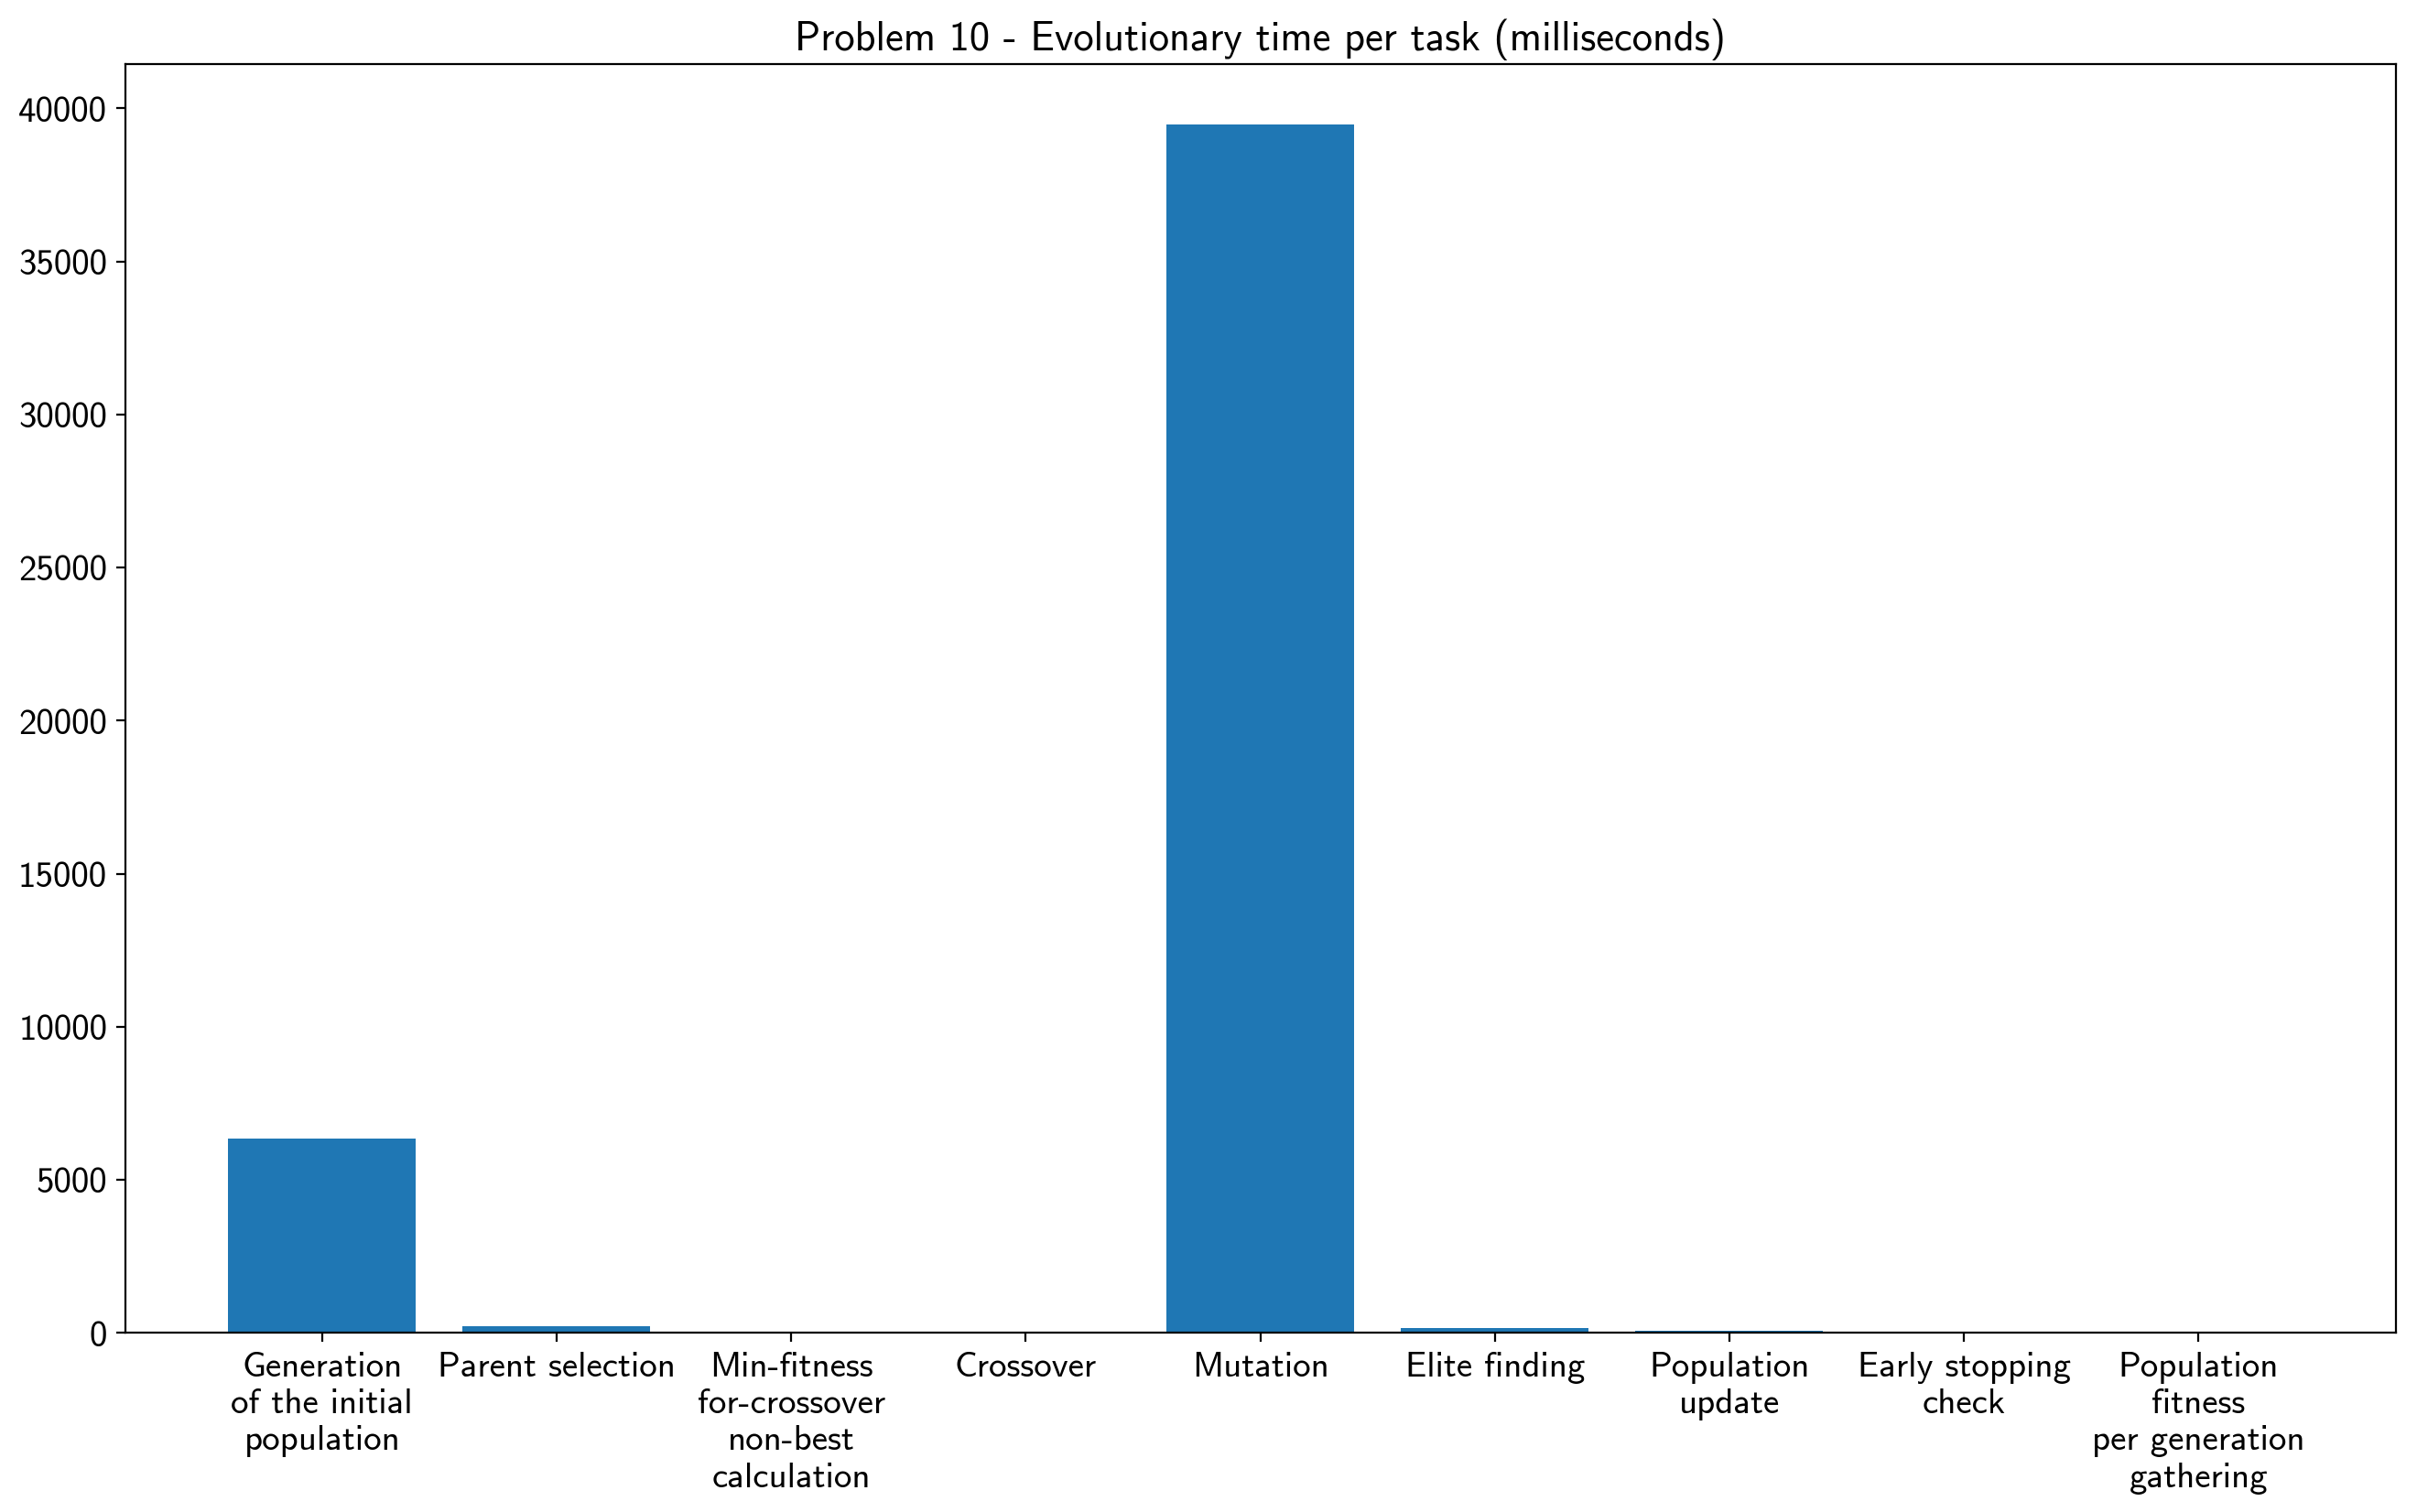 Problem 10 - Evolutionary time per task (milliseconds)
40000
35000
30000
25000
20000
15000
10000
5000
0
Generation
of the initial
population
Parent selection
Min-fitness
for-crossover
non-best
calculation
Crossover
Mutation
Elite finding
Population
update
Early stopping
check
Population
fitness
per generation
gathering